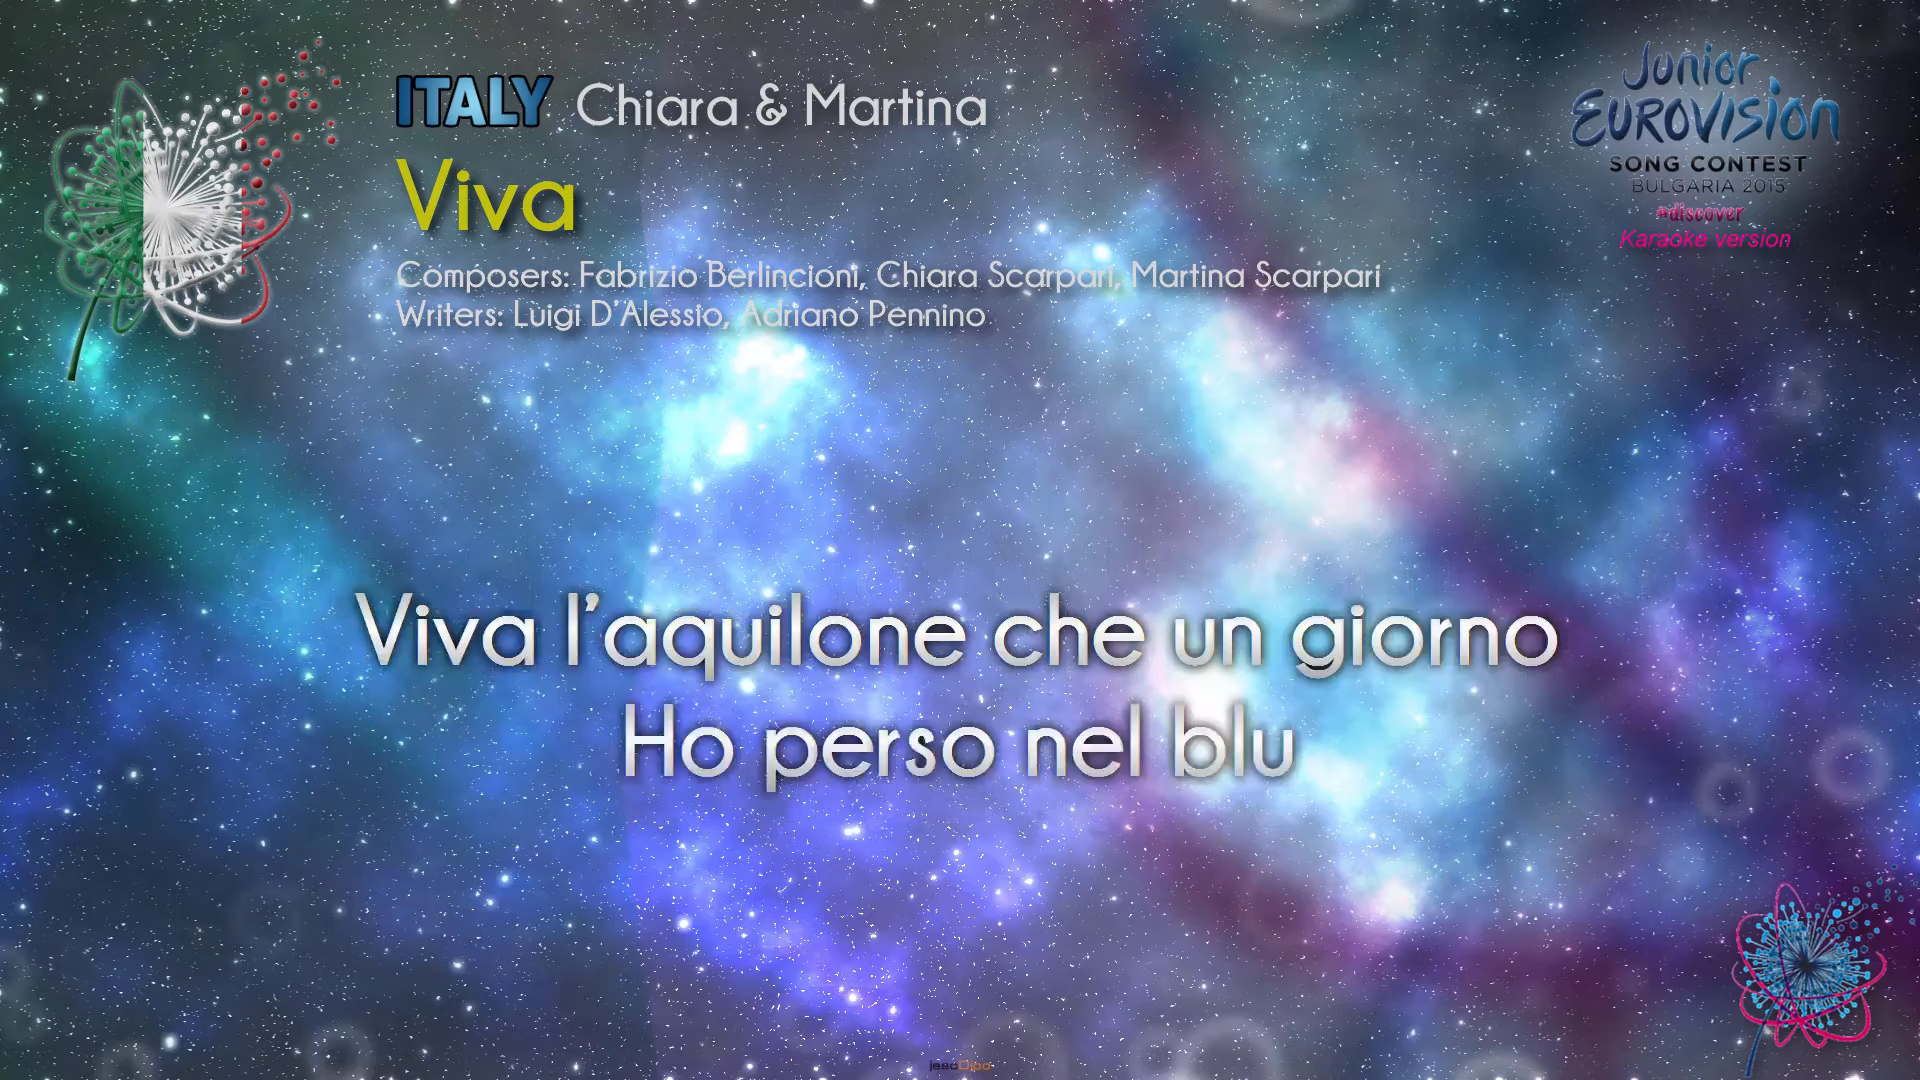 ITALY Chiara & Martina
Viva
Composers: Fabrizio Berlincioni, Chiara Scarpari, Martina Scarpari
Writers: Luigi D'Alessio, Adriano Pennino
Junior
Eurovision
SONG CONTEST
BULGARIA 2015
#discover
Karaoke version
Viva l'aquilone che un giorno
Ho perso nel blu
jescDipo